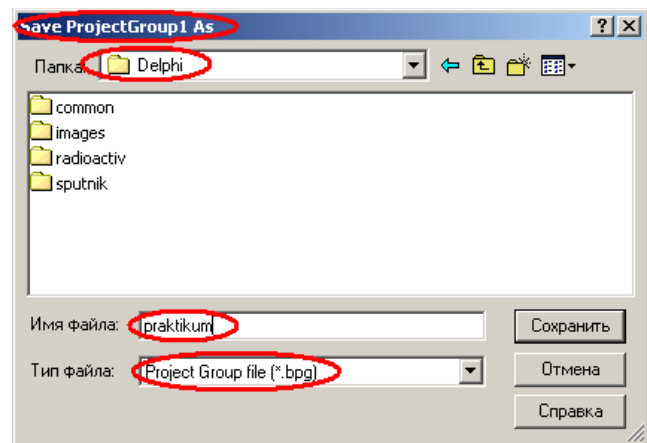 Save ProjectGroup1 As
Папка: Delphi
common
images
radioactiv
sputnik
Имя файла: praktikum Сохранить
Тип файла: Project Group file (*.bpg) Отмена
Справка